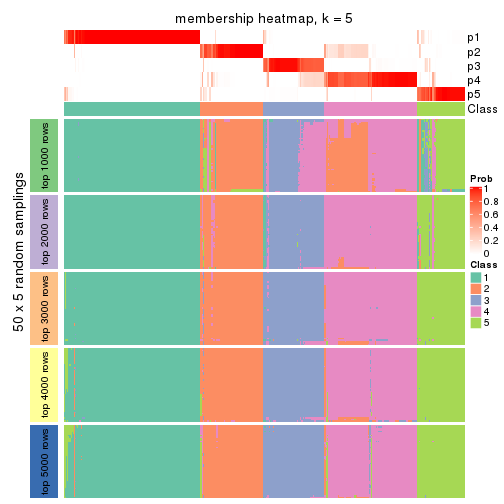 membership heatmap, k = 5
p1
p2
p3
p4
p5
Class
50 x 5 random samplings
top 1000 rows
top 2000 rows
top 3000 rows
top 4000 rows
top 5000 rows
Prob
1
0.8
0.6
0.4
0.2
0
Class
1
2
3
4
5